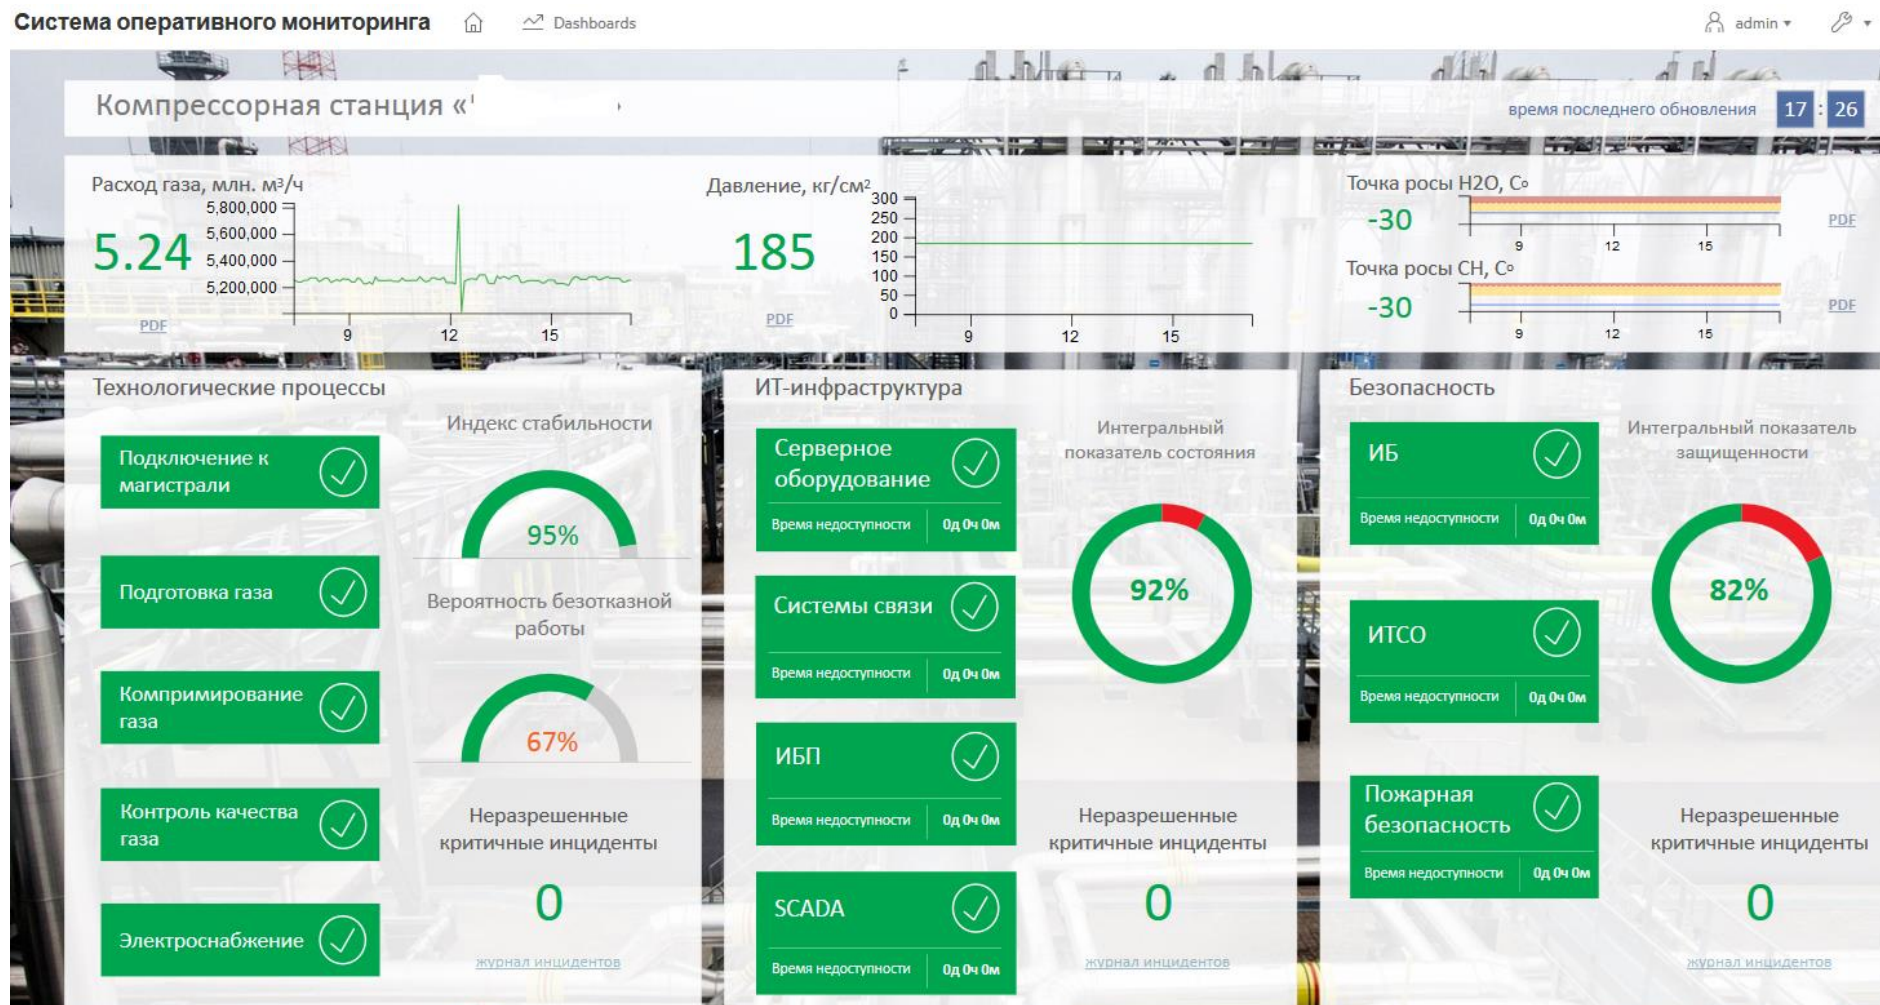 Система оперативного мониторинга
Dashboards
admin
Компрессорная станция «
время последнего обновления
17 : 26
Расход газа, млн. м³/ч
5.24
5,800,000
5,600,000
5,400,000
5,200,000
9
12
15
PDF
Давление, кг/см²
185
300
250
200
150
100
50
0
9
12
15
PDF
Точка росы H2O, Cº
-30
9
12
15
PDF
Точка росы CH, Cº
-30
9
12
15
PDF
Технологические процессы
Подключение к
магистрали
Подготовка газа
Компримирование
газа
Контроль качества
газа
Электроснабжение
Индекс стабильности
95%
Вероятность безотказной
работы
67%
Неразрешенные
критичные инциденты
0
журнал инцидентов
ИТ-инфраструктура
Серверное
оборудование
Время недоступности
0д 0ч 0м
Системы связи
Время недоступности
0д 0ч 0м
ИБП
Время недоступности
0д 0ч 0м
SCADA
Время недоступности
0д 0ч 0м
Интегральный
показатель состояния
92%
Неразрешенные
критичные инциденты
0
журнал инцидентов
Безопасность
ИБ
Время недоступности
0д 0ч 0м
ИТСО
Время недоступности
0д 0ч 0м
Пожарная
безопасность
Время недоступности
0д 0ч 0м
Интегральный показатель
защищенности
82%
Неразрешенные
критичные инциденты
0
журнал инцидентов